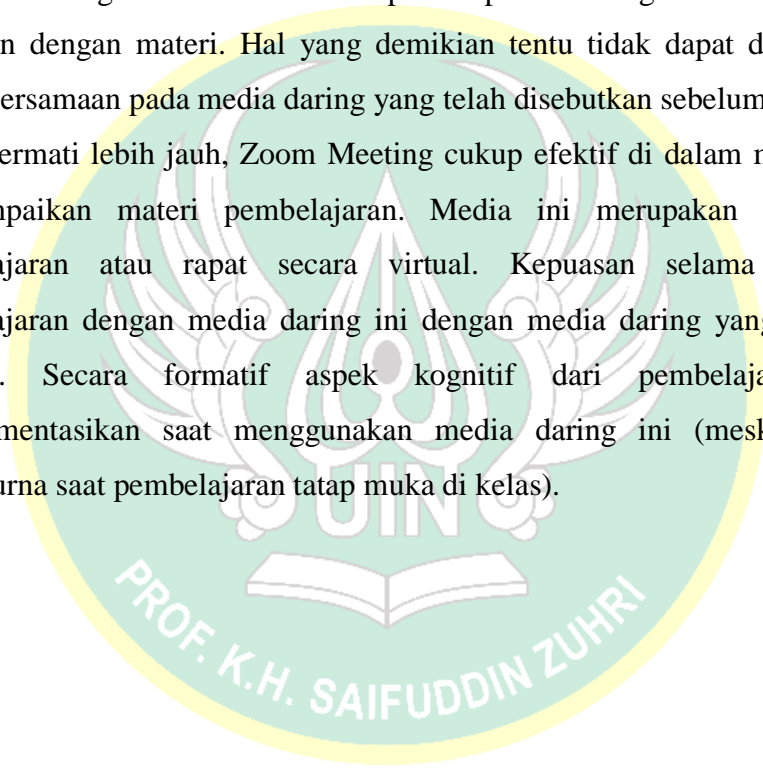 n dengan materi. Hal yang demikian tentu tidak dapat d
ersamaan pada media daring yang telah disebutkan sebelum
ermati lebih jauh, Zoom Meeting cukup efektif di dalam
paikan materi pembelajaran. Media ini merupakan
ajaran atau rapat secara virtual. Kepuasan selama
ajaran dengan media daring ini dengan media daring yang
. Secara formatif aspek kognitif dari pembelaja
mentasikan saat menggunakan media daring ini (mesk
urna saat pembelajaran tatap muka di kelas).
UIN
PROF. K.H. SAIFUDDIN ZUHRI